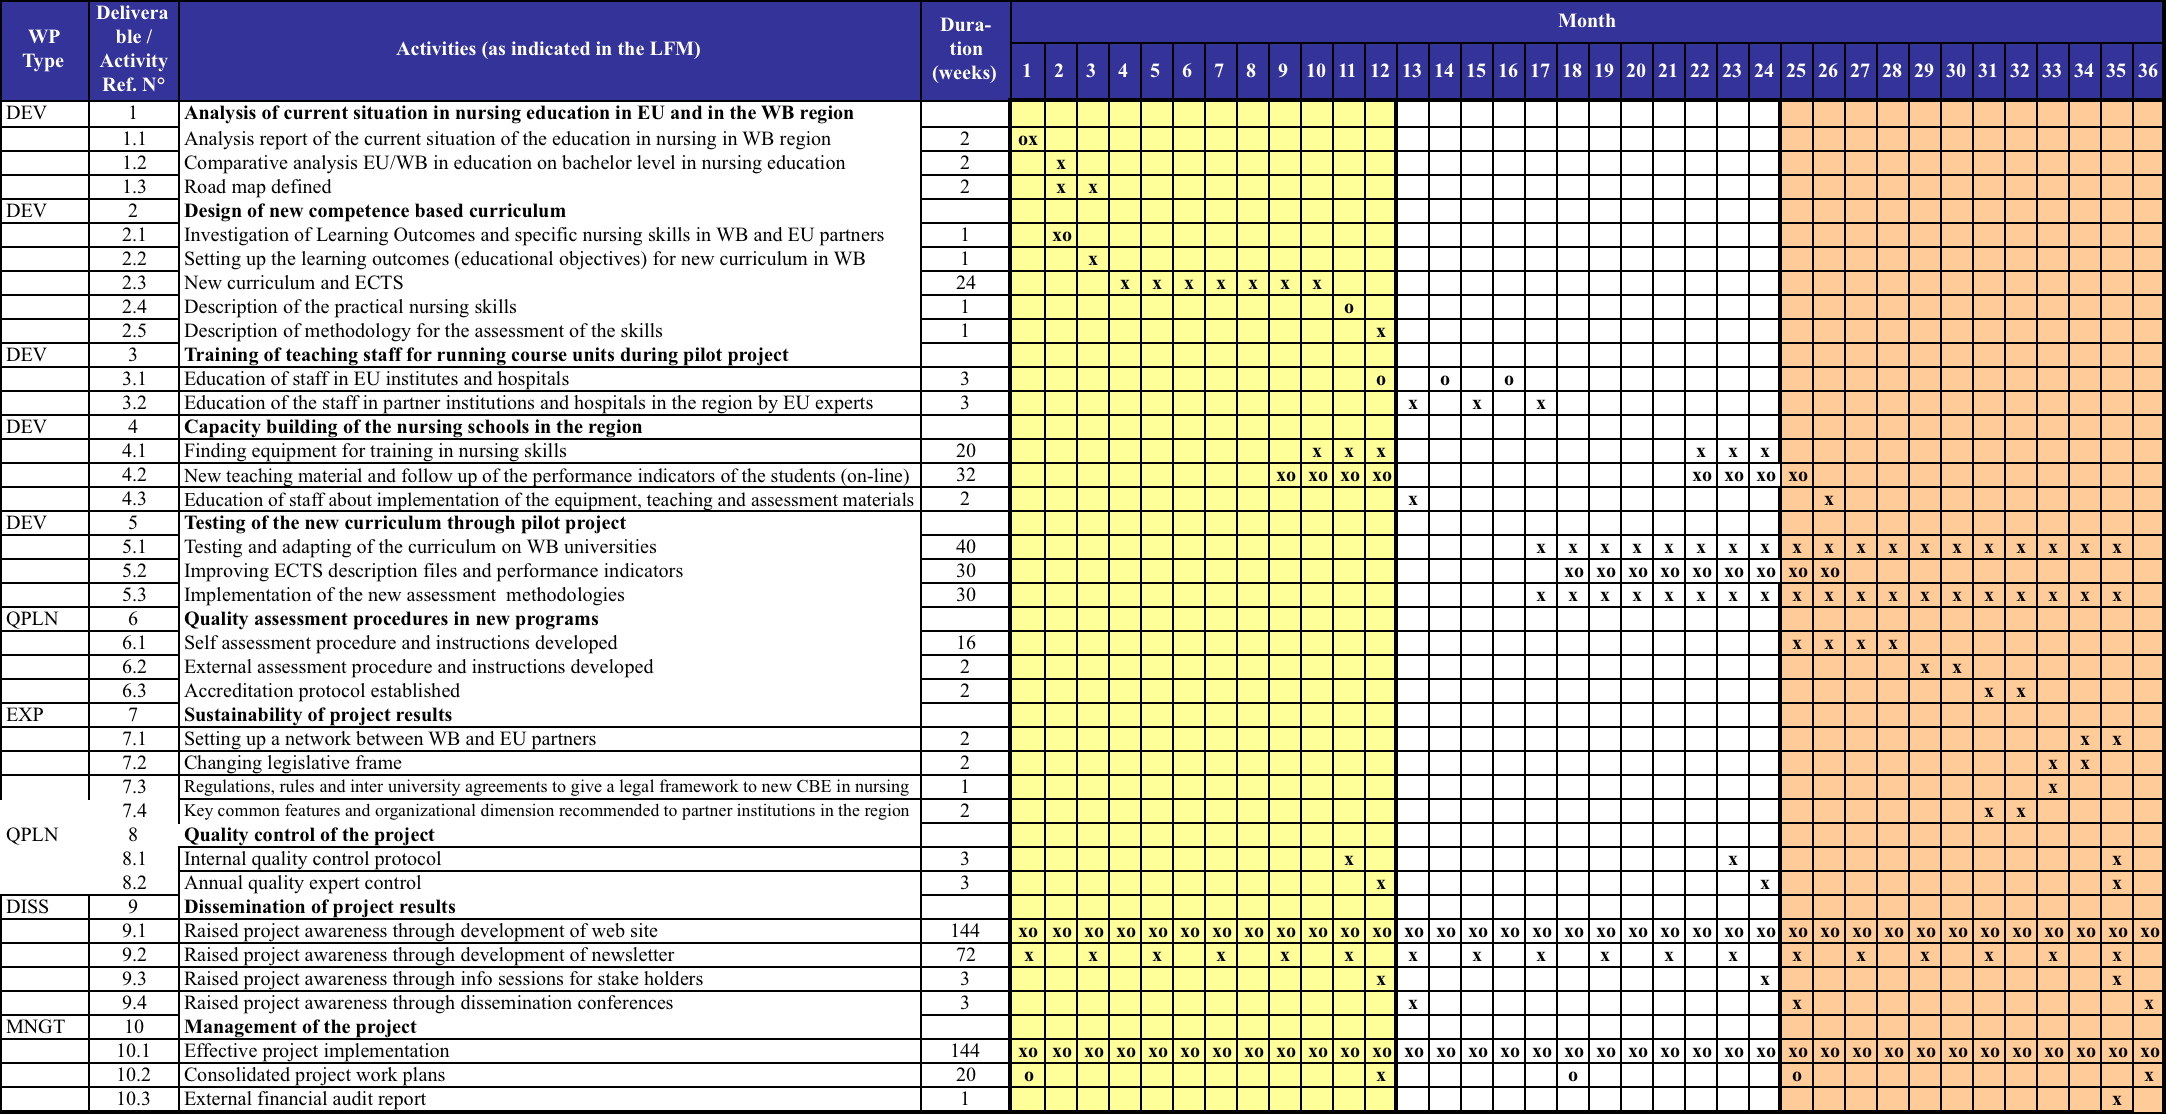 WP Type Delivera ble / Activity Ref. N° Activities (as indicated in the LFM) Dura- tion (weeks) Month
1 2 3 4 5 6 7 8 9 10 11 12 13 14 15 16 17 18 19 20 21 22 23 24 25 26 27 28 29 30 31 32 33 34 35 36
DEV 1 Analysis of current situation in nursing education in EU and in the WB region
1.1 Analysis report of the current situation of the education in nursing in WB region 2 ox
1.2 Comparative analysis EU/WB in education on bachelor level in nursing education 2 x
1.3 Road map defined 2 x x
DEV 2 Design of new competence based curriculum
2.1 Investigation of Learning Outcomes and specific nursing skills in WB and EU partners 1 xo
2.2 Setting up the learning outcomes (educational objectives) for new curriculum in WB 1 x
2.3 New curriculum and ECTS 24 x x x x x x x
2.4 Description of the practical nursing skills 1 o
2.5 Description of methodology for the assessment of the skills 1 x
DEV 3 Training of teaching staff for running course units during pilot project
3.1 Education of staff in EU institutes and hospitals 3 o o o
3.2 Education of the staff in partner institutions and hospitals in the region by EU experts 3 x x x
DEV 4 Capacity building of the nursing schools in the region
4.1 Finding equipment for training in nursing skills 20 x x x x x x
4.2 New teaching material and follow up of the performance indicators of the students (on-line) 32 xo xo xo xo xo xo xo xo
4.3 Education of staff about implementation of the equipment, teaching and assessment materials 2 x x
DEV 5 Testing of the new curriculum through pilot project
5.1 Testing and adapting of the curriculum on WB universities 40 x x x x x x x x x x x x x x x x x x x
5.2 Improving ECTS description files and performance indicators 30 xo xo xo xo xo xo xo xo xo
5.3 Implementation of the new assessment methodologies 30 x x x x x x x x x x x x x x x x x x x
QPLN 6 Quality assessment procedures in new programs
6.1 Self assessment procedure and instructions developed 16 x x x x
6.2 External assessment procedure and instructions developed 2 x x
6.3 Accreditation protocol established 2 x x
EXP 7 Sustainability of project results
7.1 Setting up a network between WB and EU partners 2 x x
7.2 Changing legislative frame 2 x x
7.3 Regulations, rules and inter university agreements to give a legal framework to new CBE in nursing 1 x
7.4 Key common features and organizational dimension recommended to partner institutions in the region 2 x x
QPLN 8 Quality control of the project
8.1 Internal quality control protocol 3 x x x
8.2 Annual quality expert control 3 x x x
DISS 9 Dissemination of project results
9.1 Raised project awareness through development of web site 144 xo xo xo xo xo xo xo xo xo xo xo xo xo xo xo xo xo xo xo xo xo xo xo xo xo xo xo xo xo xo xo xo xo xo xo xo
9.2 Raised project awareness through development of newsletter 72 x x x x x x x x x x x x x x x x x x
9.3 Raised project awareness through info sessions for stake holders 3 x x x
9.4 Raised project awareness through dissemination conferences 3 x x x
MNGT 10 Management of the project
10.1 Effective project implementation 144 xo xo xo xo xo xo xo xo xo xo xo xo xo xo xo xo xo xo xo xo xo xo xo xo xo xo xo xo xo xo xo xo xo xo xo xo
10.2 Consolidated project work plans 20 o x o o x
10.3 External financial audit report 1 x